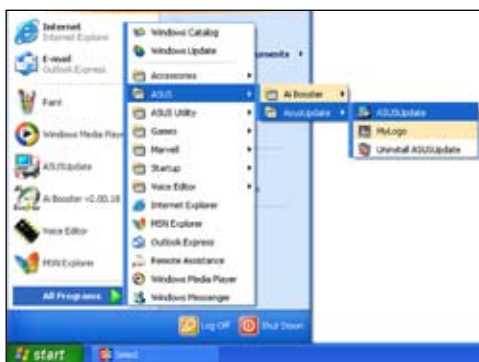 Internet
Internet Explorer
E-mail
Outlook Express
Paint
Windows Media Player
ASUSUpdate
Ai Booster v2.00.18
Voice Editor
MSN Explorer
All Programs
Windows Catalog
Windows Update
Accessories
ASUS
ASUS Utility
Games
Marvell
Startup
Voice Editor
Internet Explorer
MSN Explorer
Outlook Express
Remote Assistance
Windows Media Player
Windows Messenger
uments
Ai Booster
AsusUpdate
ASUSUpdate
MyLogo
Uninstall ASUSUpdate
Log Off
Shut Down
start